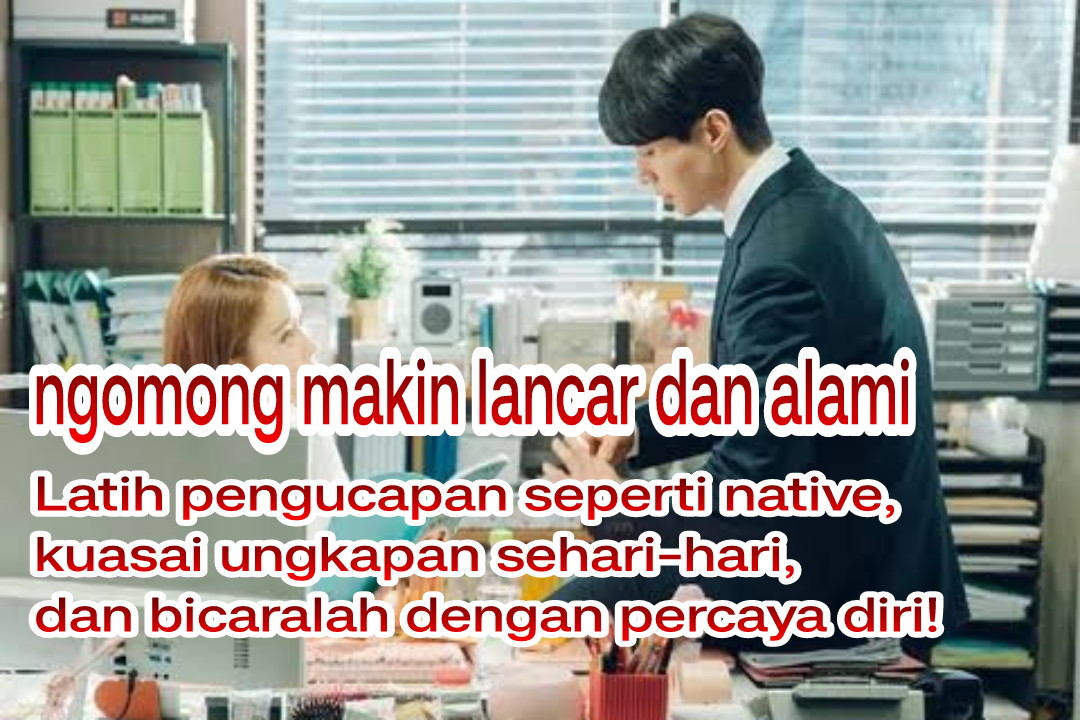 ngomong makin lancar dan alami
Latih pengucapan seperti native,
kuasai ungkapan sehari-hari,
dan bicaralah dengan percaya diri!